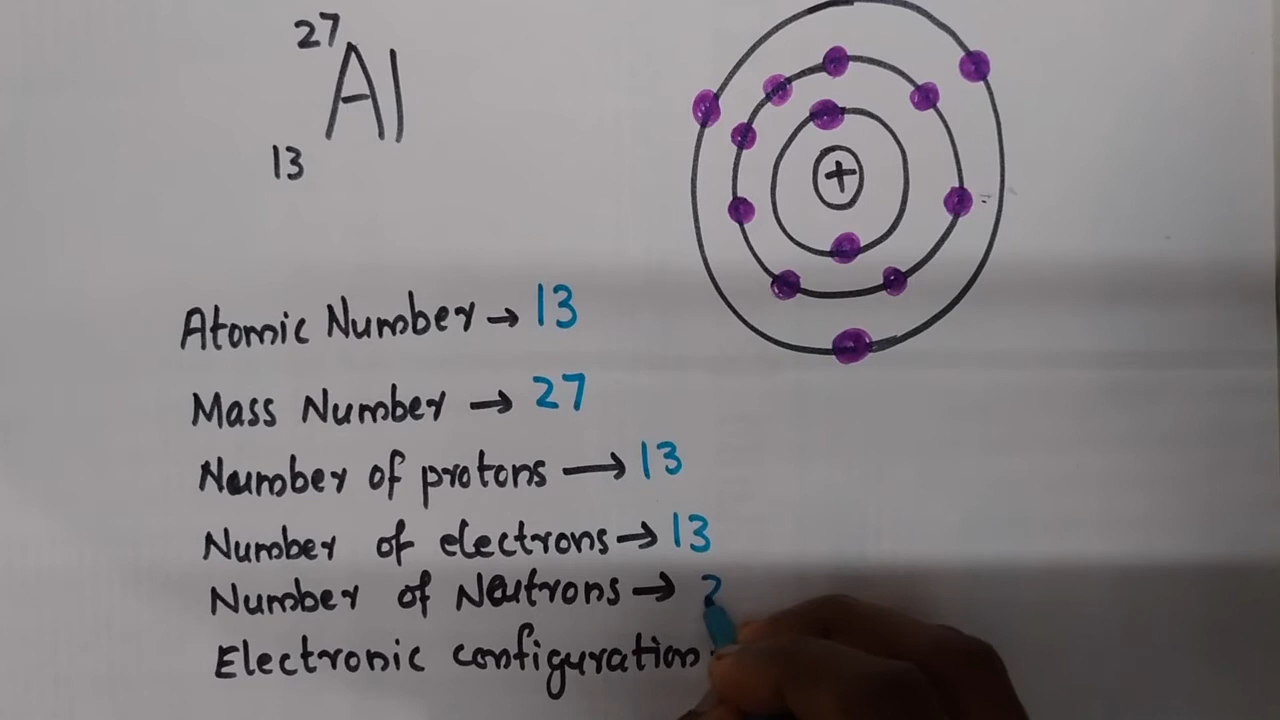 27
Al
13
+
Atomic Number → 13
Mass Number → 27
Number of protons → 13
Number of electrons → 13
Number of Neutrons → 2
Electronic configuration